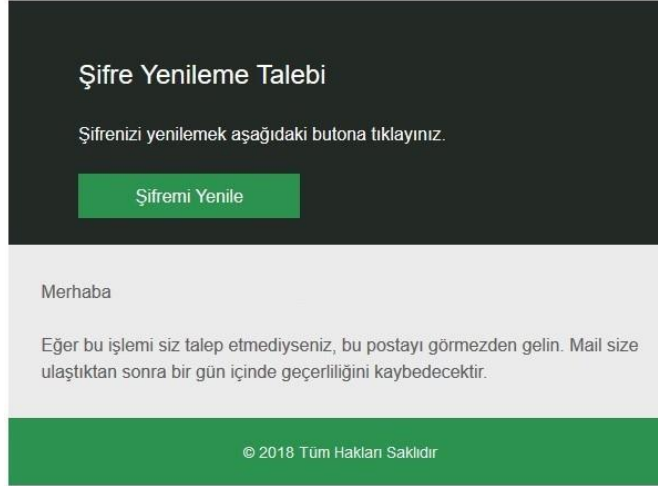 Şifre Yenileme Talebi
Şifrenizi yenilemek aşağıdaki butona tıklayınız.
Şifremi Yenile
Merhaba
Eğer bu işlemi siz talep etmediyseniz, bu postayı görmezden gelin. Mail size
ulaştıktan sonra bir gün içinde geçerliliğini kaybedecektir.
© 2018 Tüm Hakları Saklıdır